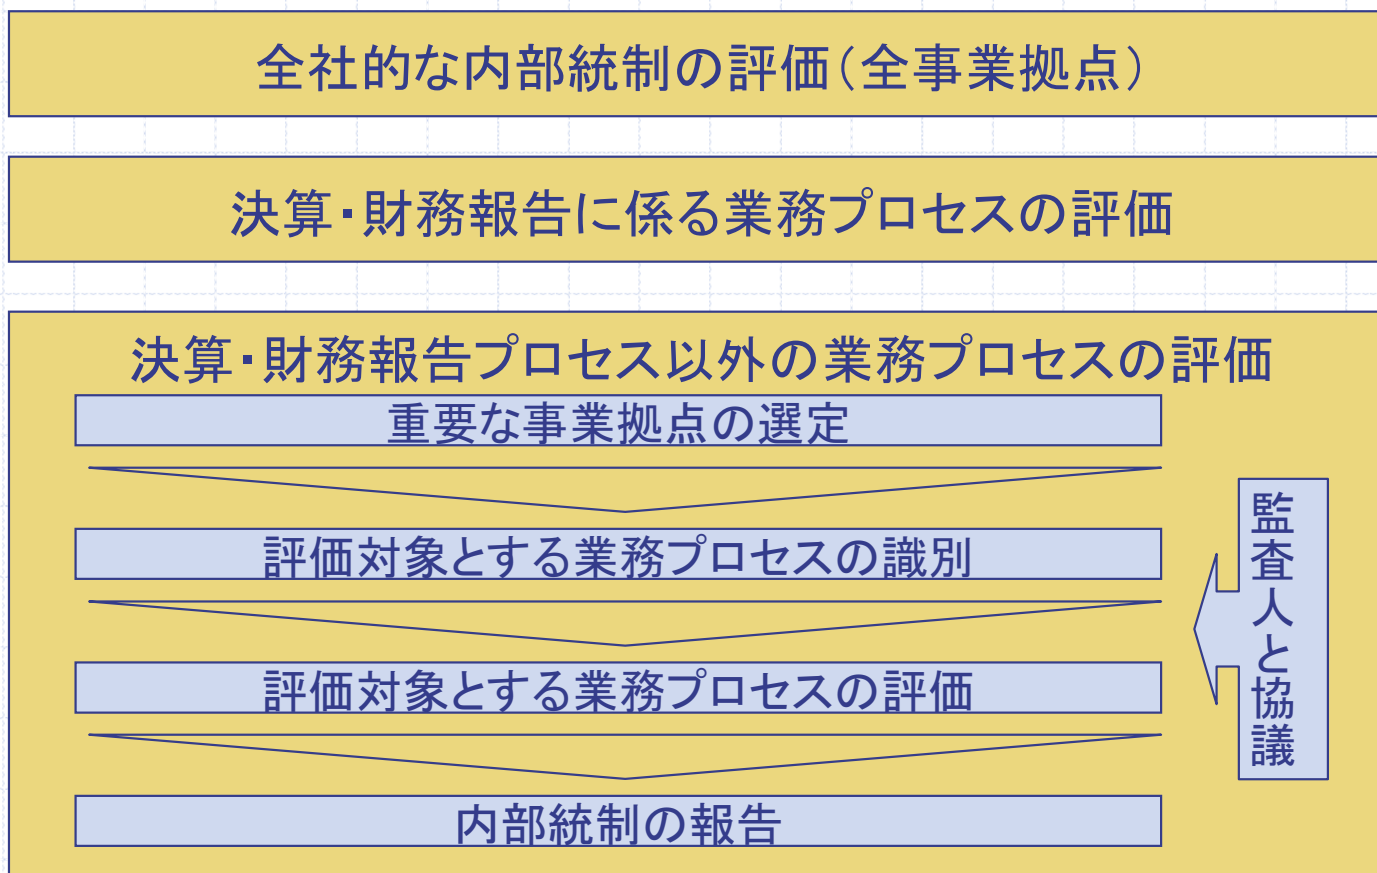 全社的な内部統制の評価(全事業拠点)
決算・財務報告に係る業務プロセスの評価
決算・財務報告プロセス以外の業務プロセスの評価
重要な事業拠点の選定
評価対象とする業務プロセスの識別
評価対象とする業務プロセスの評価
内部統制の報告
監査人と協議